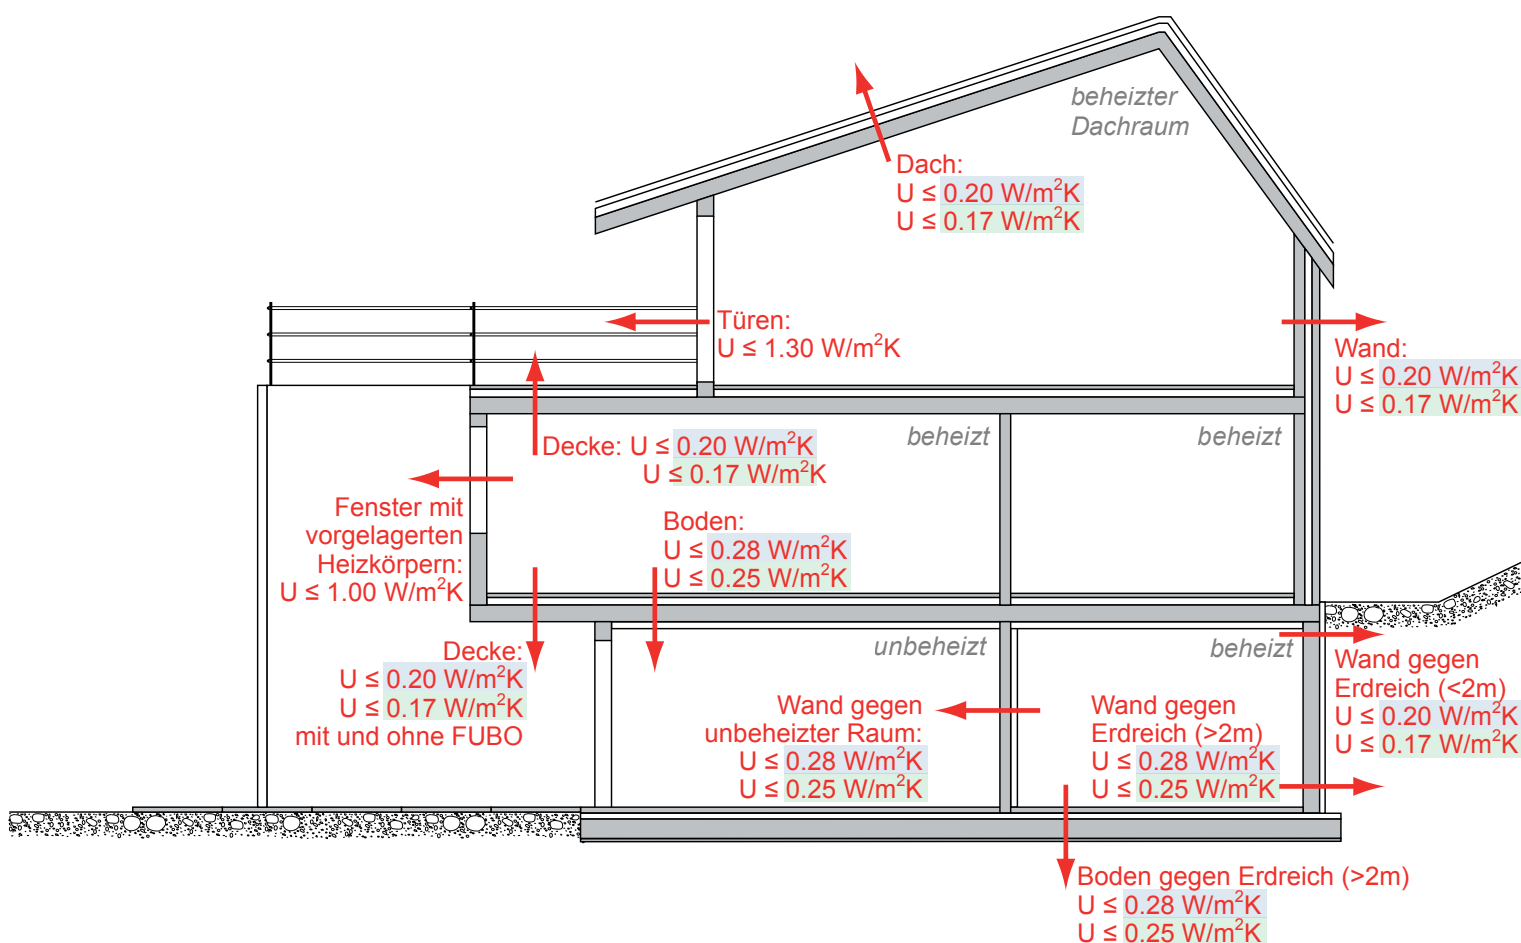 beheizter
Dachraum
Dach:
U ≤ 0.20 W/m²K
U ≤ 0.17 W/m²K
Türen:
U ≤ 1.30 W/m²K
Wand:
U ≤ 0.20 W/m²K
U ≤ 0.17 W/m²K
beheizt
beheizt
Decke: U ≤ 0.20 W/m²K
U ≤ 0.17 W/m²K
Fenster mit
vorgelagerten
Heizkörpern:
U ≤ 1.00 W/m²K
Boden:
U ≤ 0.28 W/m²K
U ≤ 0.25 W/m²K
Decke:
U ≤ 0.20 W/m²K
U ≤ 0.17 W/m²K
mit und ohne FUBO
unbeheizt
beheizt
Wand gegen
unbeheizter Raum:
U ≤ 0.28 W/m²K
U ≤ 0.25 W/m²K
Wand gegen
Erdreich (>2m)
U ≤ 0.28 W/m²K
U ≤ 0.25 W/m²K
Wand gegen
Erdreich (<2m)
U ≤ 0.20 W/m²K
U ≤ 0.17 W/m²K
Boden gegen Erdreich (>2m)
U ≤ 0.28 W/m²K
U ≤ 0.25 W/m²K